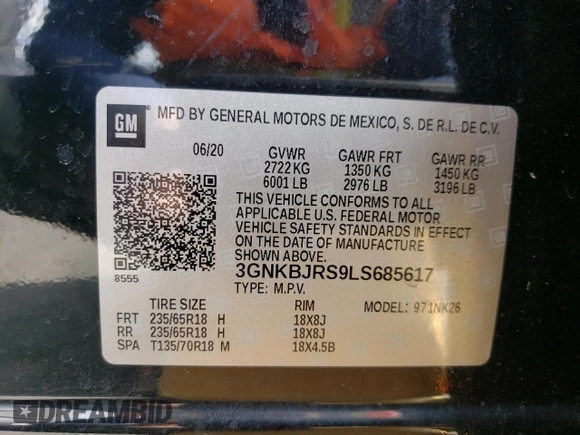 GM MFD BY GENERAL MOTORS DE MEXICO, S. DE R.L. DE C.V.
06/20 GVWR GAWR FRT GAWR RR
2722 KG 1350 KG 1450 KG
6001 LB 2976 LB 3196 LB
THIS VEHICLE CONFORMS TO ALL
APPLICABLE U.S. FEDERAL MOTOR
VEHICLE SAFETY STANDARDS IN EFFECT
ON THE DATE OF MANUFACTURE
SHOWN ABOVE.
8555 3GNKBJRS9LS685617
TYPE: M.P.V.
TIRE SIZE RIM MODEL: 971NK26
FRT 235/65R18 H 18X8J
RR 235/65R18 H 18X8J
SPA T135/70R18 M 18X4.5B
DREAMBID